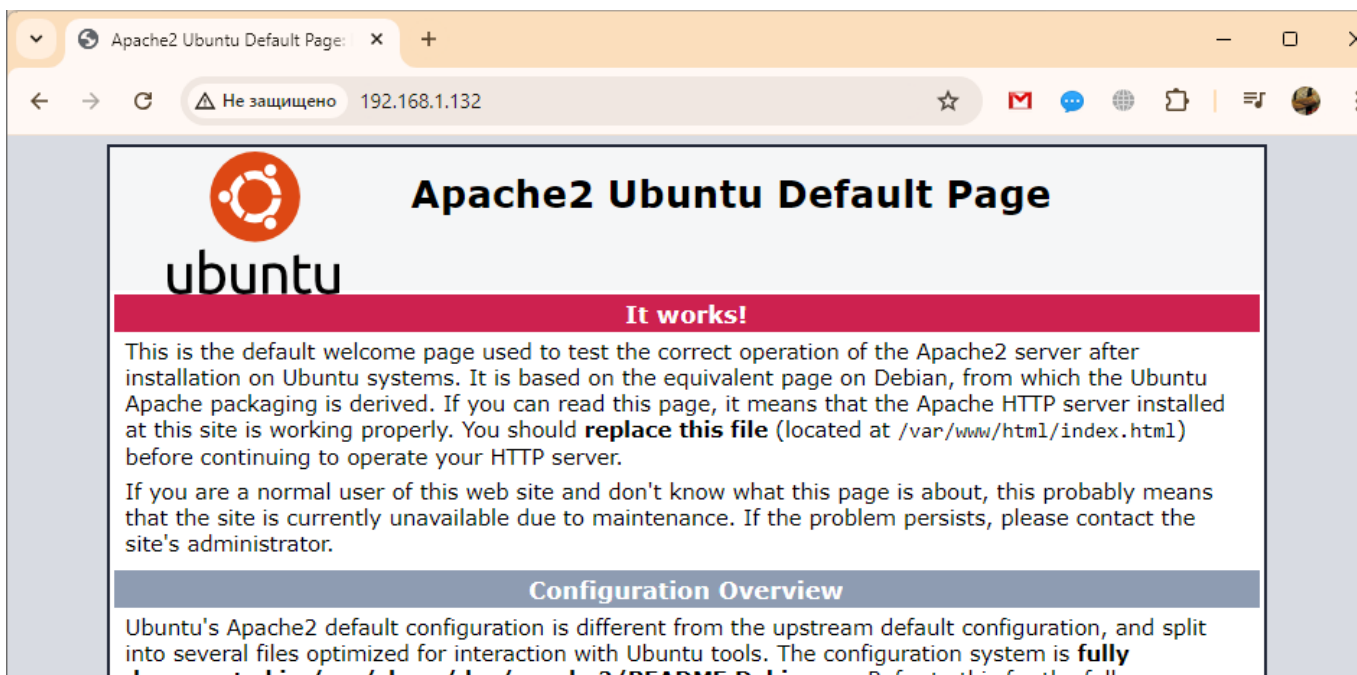 Apache2 Ubuntu Default Page:
Не защищено 192.168.1.132
ubuntu
Apache2 Ubuntu Default Page
It works!
This is the default welcome page used to test the correct operation of the Apache2 server after
installation on Ubuntu systems. It is based on the equivalent page on Debian, from which the Ubuntu
Apache packaging is derived. If you can read this page, it means that the Apache HTTP server installed
at this site is working properly. You should replace this file (located at /var/www/html/index.html)
before continuing to operate your HTTP server.
If you are a normal user of this web site and don't know what this page is about, this probably means
that the site is currently unavailable due to maintenance. If the problem persists, please contact the
site's administrator.
Configuration Overview
Ubuntu's Apache2 default configuration is different from the upstream default configuration, and split
into several files optimized for interaction with Ubuntu tools. The configuration system is fully